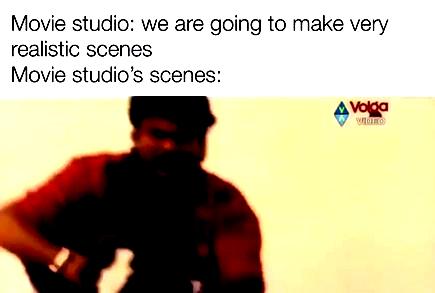 Movie studio: we are going to make very
realistic scenes
Movie studio's scenes:
Volga
VIDEO